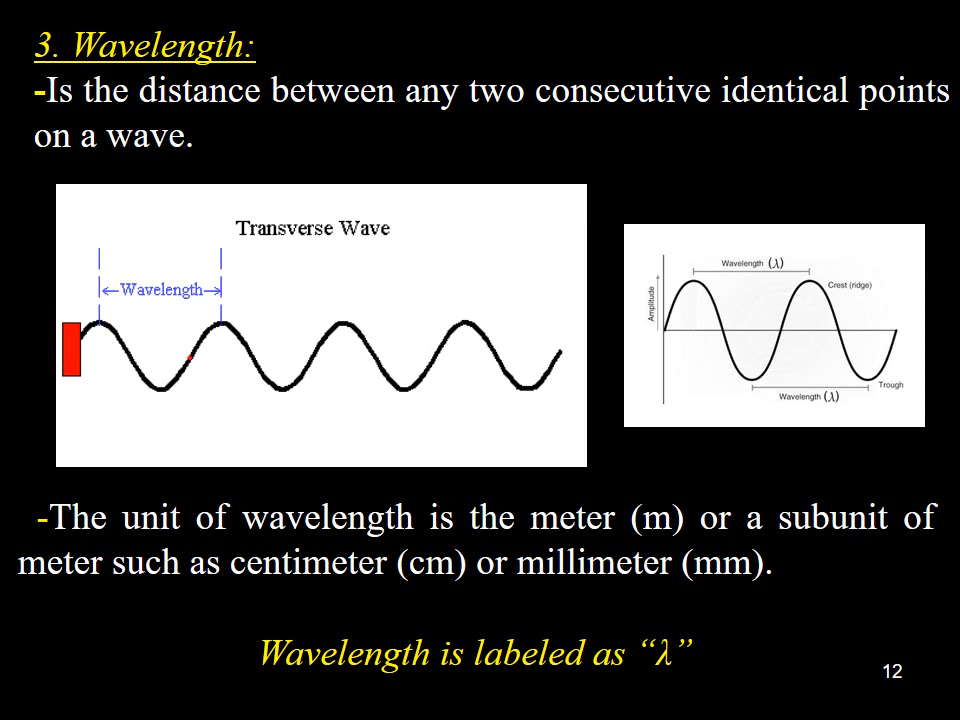 3. Wavelength:
-Is the distance between any two consecutive identical points
on a wave.
Transverse Wave
Wavelength
Wavelength (λ)
Crest (ridge)
Amplitude
Trough
Wavelength (λ)
-The unit of wavelength is the meter (m) or a subunit of
meter such as centimeter (cm) or millimeter (mm).
Wavelength is labeled as “λ”
12